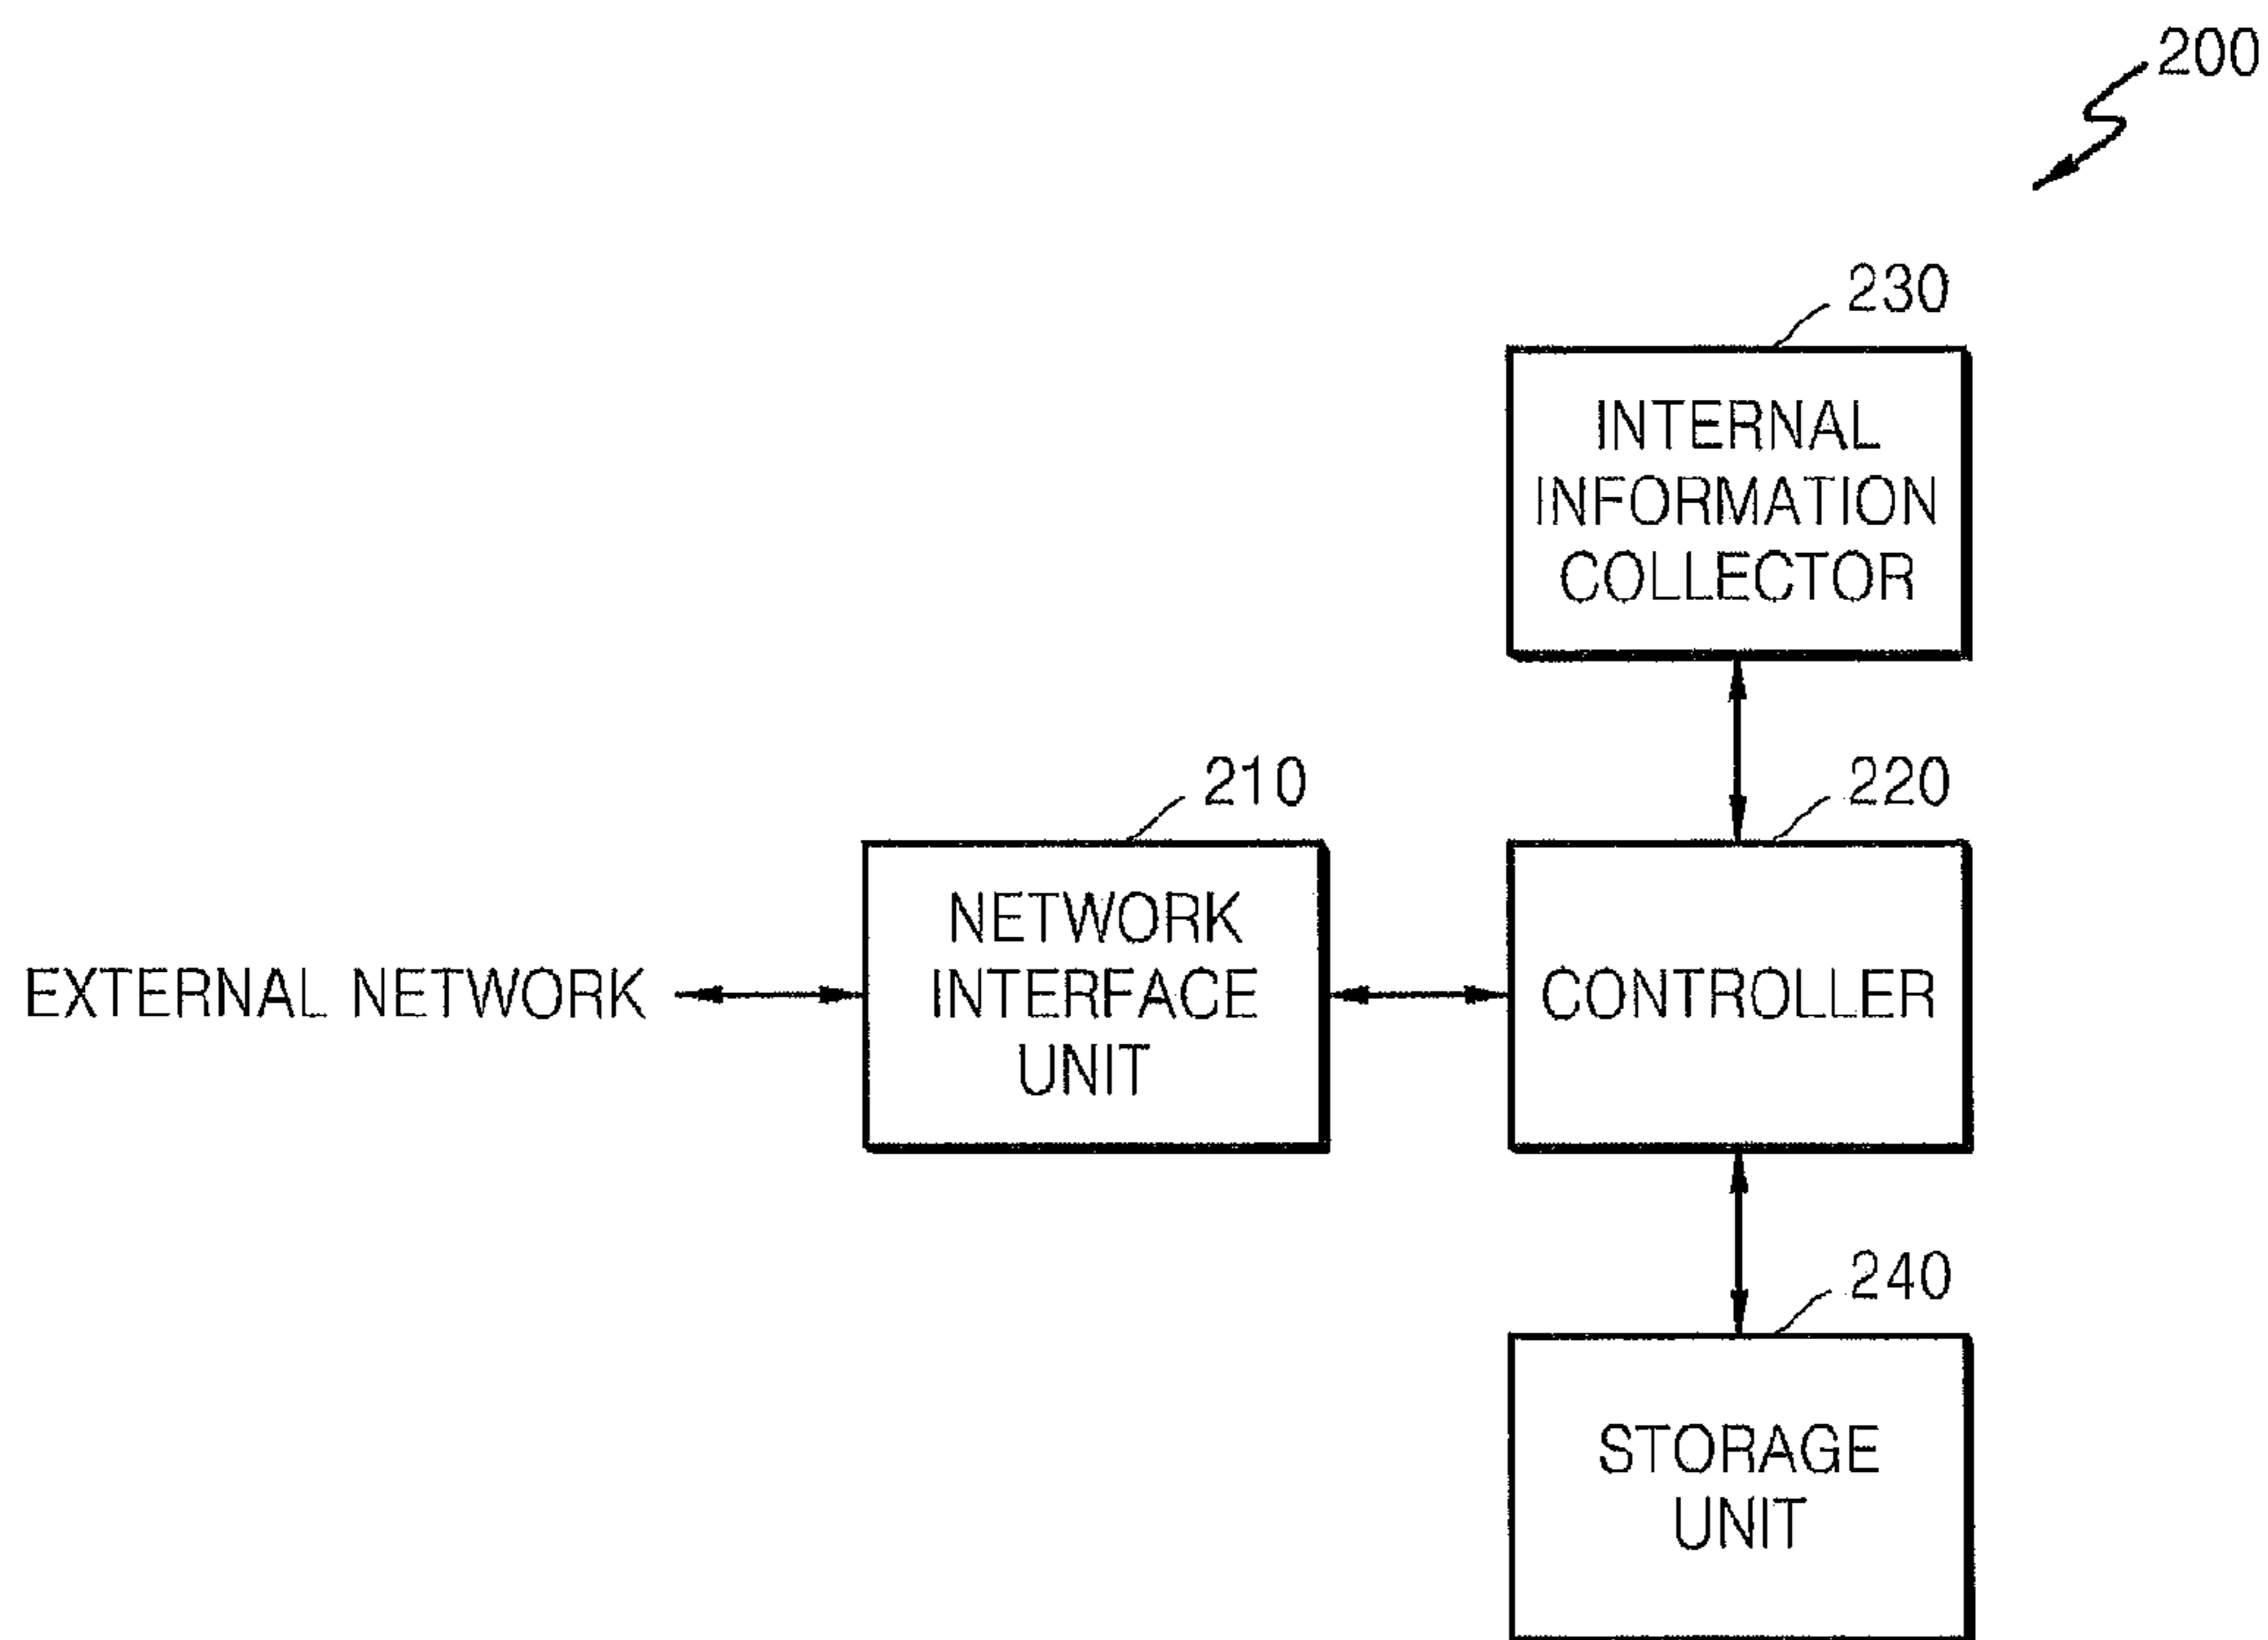 200
230
INTERNAL
INFORMATION
COLLECTOR
210
220
NETWORK
INTERFACE
UNIT
EXTERNAL NETWORK
CONTROLLER
240
STORAGE
UNIT